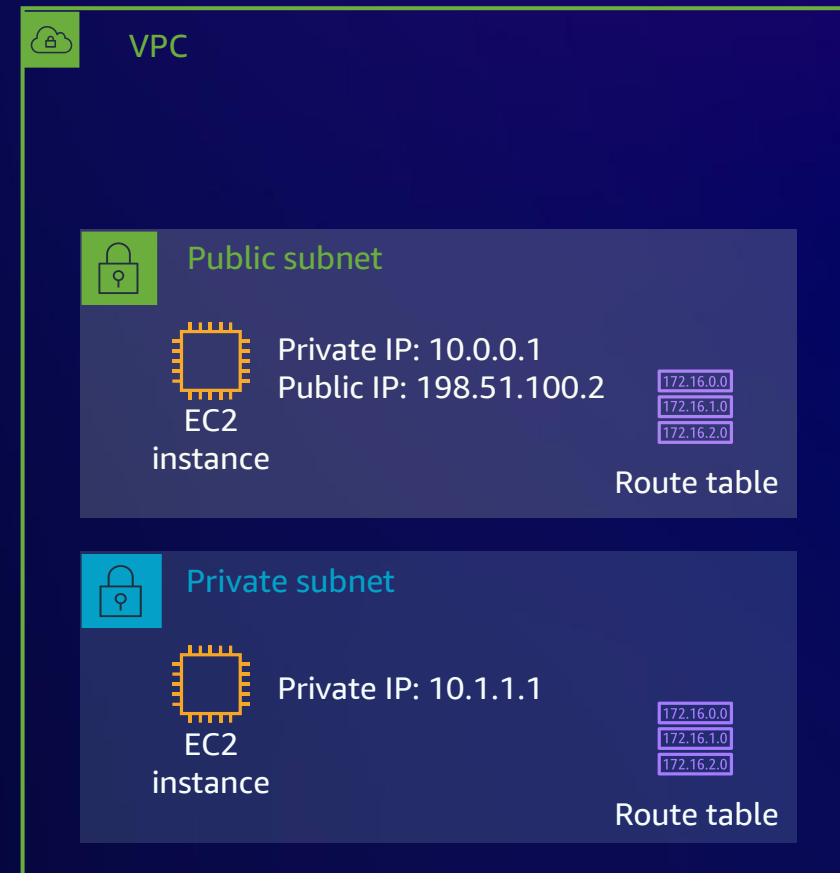 VPC
Public subnet
Private IP: 10.0.0.1
Public IP: 198.51.100.2
EC2
instance
172.16.0.0
172.16.1.0
172.16.2.0
Route table
Private subnet
Private IP: 10.1.1.1
EC2
instance
172.16.0.0
172.16.1.0
172.16.2.0
Route table